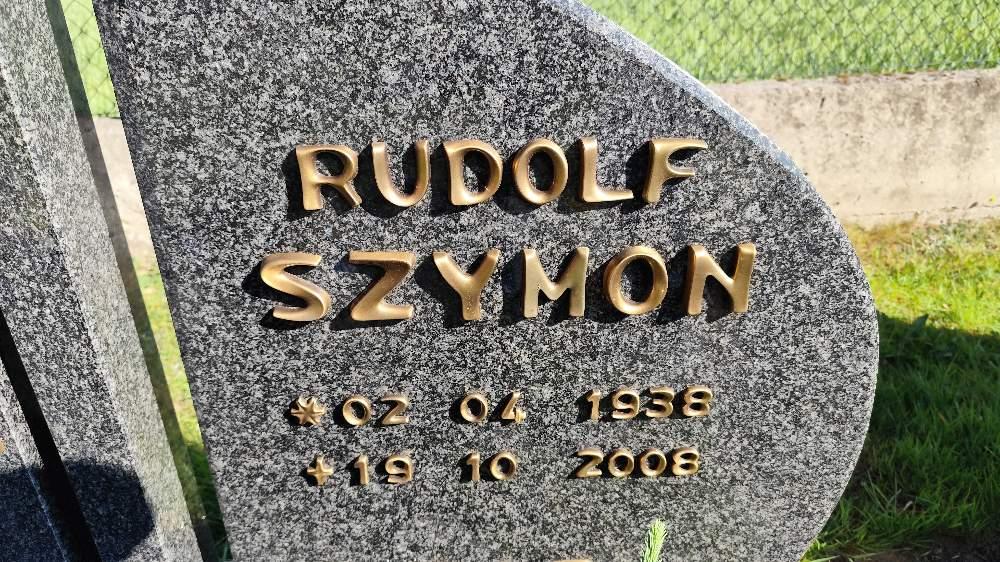 RUDOLF
SZYMON
* 02 04 1938
+ 19 10 2008